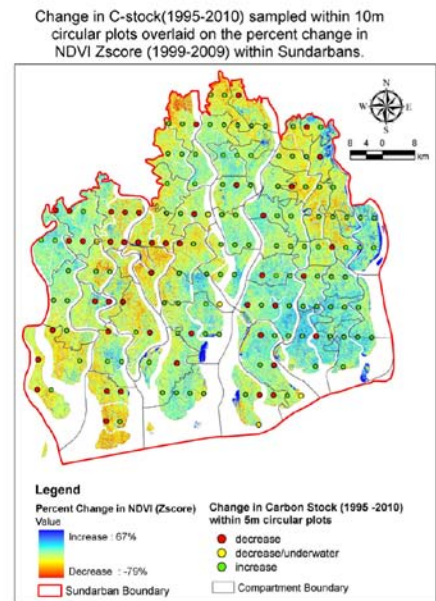 Change in C-stock(1995-2010) sampled within 10m
circular plots overlaid on the percent change in
NDVI Zscore (1999-2009) within Sundarbans.
N
W E
S
8 4 0 8
km
Legend
Percent Change in NDVI (Zscore)
Value
Increase : 67%
Decrease : -79%
Sundarban Boundary
Change in Carbon Stock (1995 -2010)
within 5m circular plots
decrease
decrease/underwater
increase
Compartment Boundary